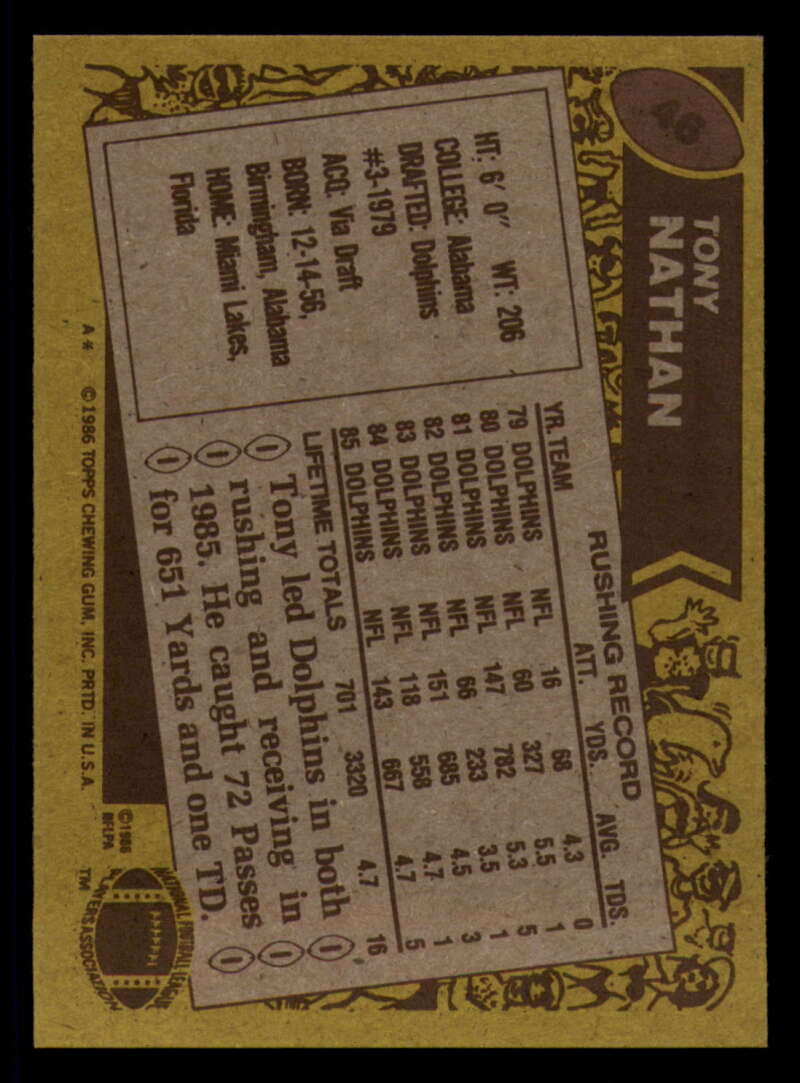 46
TONY
NATHAN
HT: 6' 0" WT: 206
COLLEGE: Alabama
DRAFTED: Dolphins
#3-1979
ACQ: Via Draft
BORN: 12-14-56,
Birmingham, Alabama
HOME: Miami Lakes,
Florida
RUSHING RECORD
YR. TEAM ATT. YDS. AVG. TDS.
79 DOLPHINS NFL 16 68 4.3 0
80 DOLPHINS NFL 60 327 5.5 1
81 DOLPHINS NFL 147 782 5.3 5
82 DOLPHINS NFL 66 233 3.5 1
83 DOLPHINS NFL 151 685 4.5 3
84 DOLPHINS NFL 118 558 4.7 1
85 DOLPHINS NFL 143 667 4.7 5
LIFETIME TOTALS 701 3320 4.7 16
Tony led Dolphins in both
rushing and receiving in
1985. He caught 72 Passes
for 651 Yards and one TD.
A* ©1986 TOPPS CHEWING GUM, INC. PRTD. IN U.S.A.
©1986
NFLPA
NATIONAL FOOTBALL LEAGUE
PLAYERS ASSOCIATION
TM